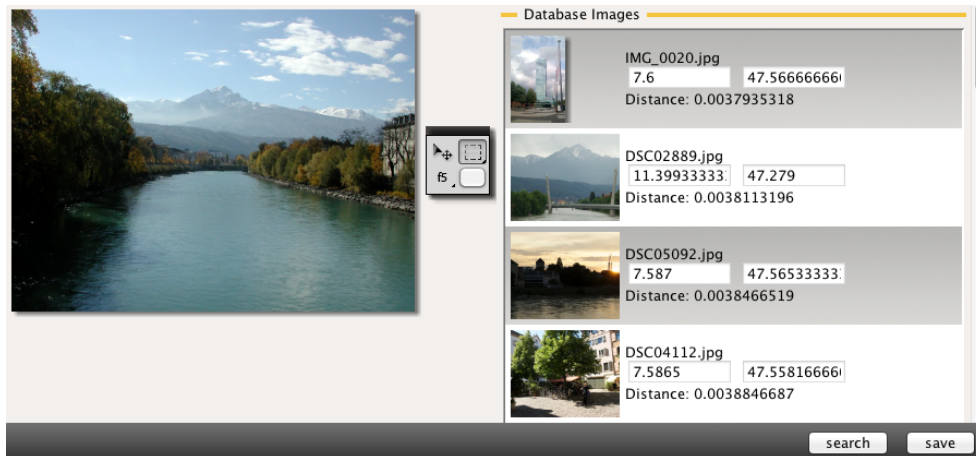 Database Images
IMG_0020.jpg
7.6 47.56666666
Distance: 0.0037935318
DSC02889.jpg
11.39933333 47.279
Distance: 0.0038113196
f5
DSC05092.jpg
7.587 47.56533333
Distance: 0.0038466519
DSC04112.jpg
7.5865 47.55816666
Distance: 0.0038846687
search save